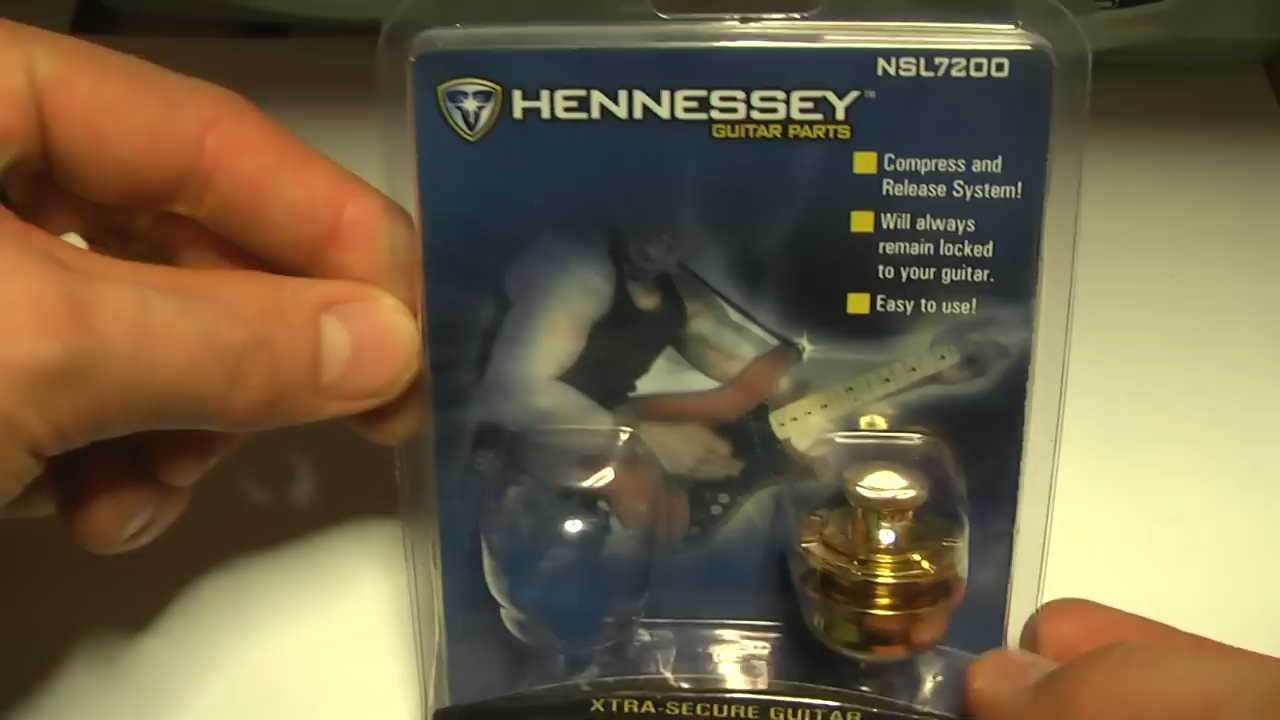 NSL7200
HENNESSEY™
GUITAR PARTS
Compress and
Release System!
Will always
remain locked
to your guitar.
Easy to use!
XTRA-SECURE GUITAR